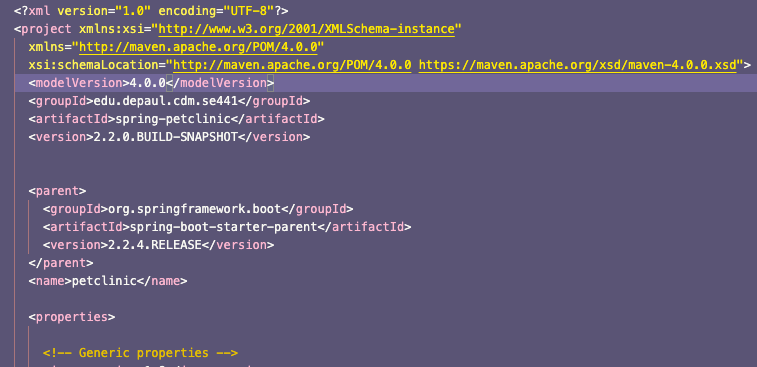 <?xml version="1.0" encoding="UTF-8"?>
<project xmlns:xsi="http://www.w3.org/2001/XMLSchema-instance"
xmlns="http://maven.apache.org/POM/4.0.0"
xsi:schemaLocation="http://maven.apache.org/POM/4.0.0 https://maven.apache.org/xsd/maven-4.0.0.xsd">
<modelVersion>4.0.0</modelVersion>
<groupId>edu.depaul.cdm.se441</groupId>
<artifactId>spring-petclinic</artifactId>
<version>2.2.0.BUILD-SNAPSHOT</version>
<parent>
<groupId>org.springframework.boot</groupId>
<artifactId>spring-boot-starter-parent</artifactId>
<version>2.2.4.RELEASE</version>
</parent>
<name>petclinic</name>
<properties>
<!-- Generic properties -->